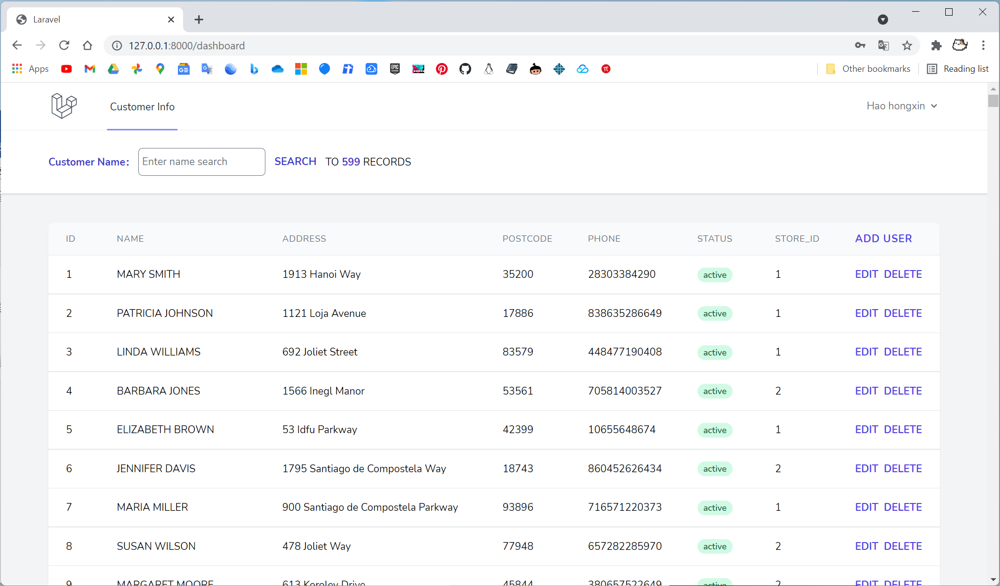 Laravel
127.0.0.1:8000/dashboard
Apps
Other bookmarks
Reading list
Customer Info
Hao hongxin
Customer Name: Enter name search SEARCH TO 599 RECORDS
ID NAME ADDRESS POSTCODE PHONE STATUS STORE_ID ADD USER
1 MARY SMITH 1913 Hanoi Way 35200 28303384290 active 1 EDIT DELETE
2 PATRICIA JOHNSON 1121 Loja Avenue 17886 838635286649 active 1 EDIT DELETE
3 LINDA WILLIAMS 692 Joliet Street 83579 448477190408 active 1 EDIT DELETE
4 BARBARA JONES 1566 Inegl Manor 53561 705814003527 active 2 EDIT DELETE
5 ELIZABETH BROWN 53 Idfu Parkway 42399 10655648674 active 1 EDIT DELETE
6 JENNIFER DAVIS 1795 Santiago de Compostela Way 18743 860452626434 active 2 EDIT DELETE
7 MARIA MILLER 900 Santiago de Compostela Parkway 93896 716571220373 active 1 EDIT DELETE
8 SUSAN WILSON 478 Joliet Way 77948 657282285970 active 2 EDIT DELETE
9 MARGARET MOORE 613 Korolev Drive 45844 380657522649 active 2 EDIT DELETE